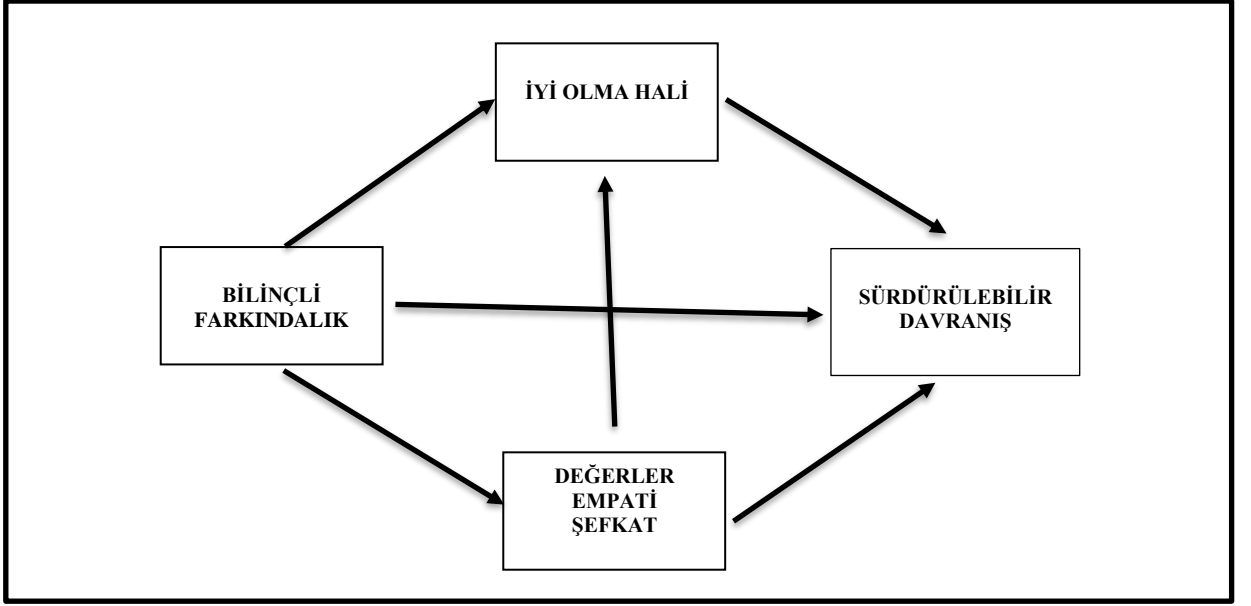 İYİ OLMA HALİ
BİLİNÇLİ
FARKINDALIK
SÜRDÜRÜLEBİLİR
DAVRANIŞ
DEĞERLER
EMPATİ
ŞEFKAT